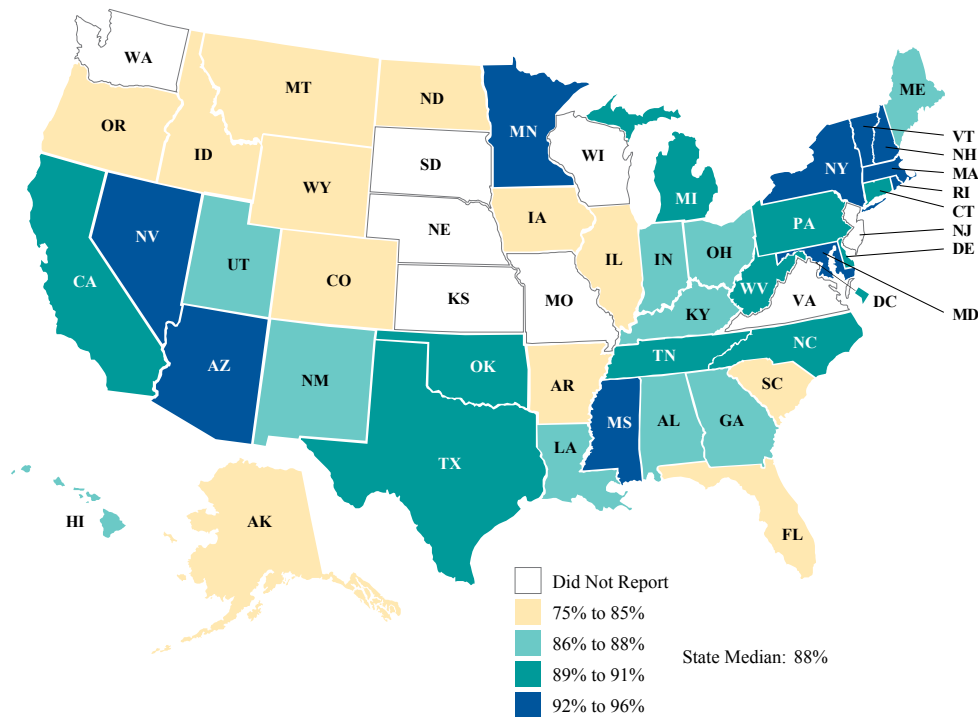 WA
ME
MT
ND
OR
MN
VT
ID
NH
SD
WI
NY
MA
WY
MI
RI
CT
IA
PA
NJ
NE
NV
OH
DE
UT
IL
IN
CA
CO
WV
KS
MO
VA
DC
KY
MD
NC
TN
OK
AZ
NM
AR
SC
MS
AL
GA
LA
TX
HI
AK
FL
Did Not Report
75% to 85%
86% to 88%
State Median: 88%
89% to 91%
92% to 96%